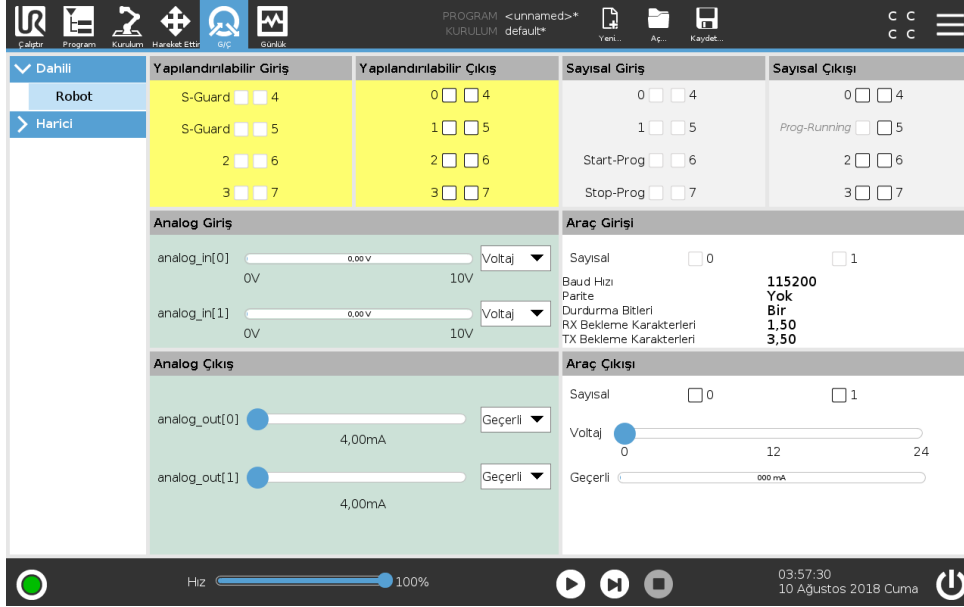 UR
PROGRAM <unnamed>*
KURULUM default*
C C
C C
Çalıştır Program Kurulum Hareket Ettir G/Ç Günlük Yeni... Aç... Kaydet...
Dahili
Robot
Harici
Yapılandırılabilir Giriş Yapılandırılabilir Çıkış Sayısal Giriş Sayısal Çıkışı
S-Guard 4 0 4 0 4 0 4
S-Guard 5 1 5 1 5 Prog-Running 5
2 6 2 6 Start-Prog 6 2 6
3 7 3 7 Stop-Prog 7 3 7
Analog Giriş
analog_in[0] 0,00 V Voltaj
0V 10V
analog_in[1] 0,00 V Voltaj
0V 10V
Araç Girişi
Sayısal 0 1
Baud Hızı 115200
Parite Yok
Durdurma Bitleri Bir
RX Bekleme Karakterleri 1,50
TX Bekleme Karakterleri 3,50
Analog Çıkış
analog_out[0] Geçerli
4,00mA
analog_out[1] Geçerli
4,00mA
Araç Çıkışı
Sayısal 0 1
Voltaj
0 12 24
Geçerli 000 mA
Hız 100%
03:57:30
10 Ağustos 2018 Cuma